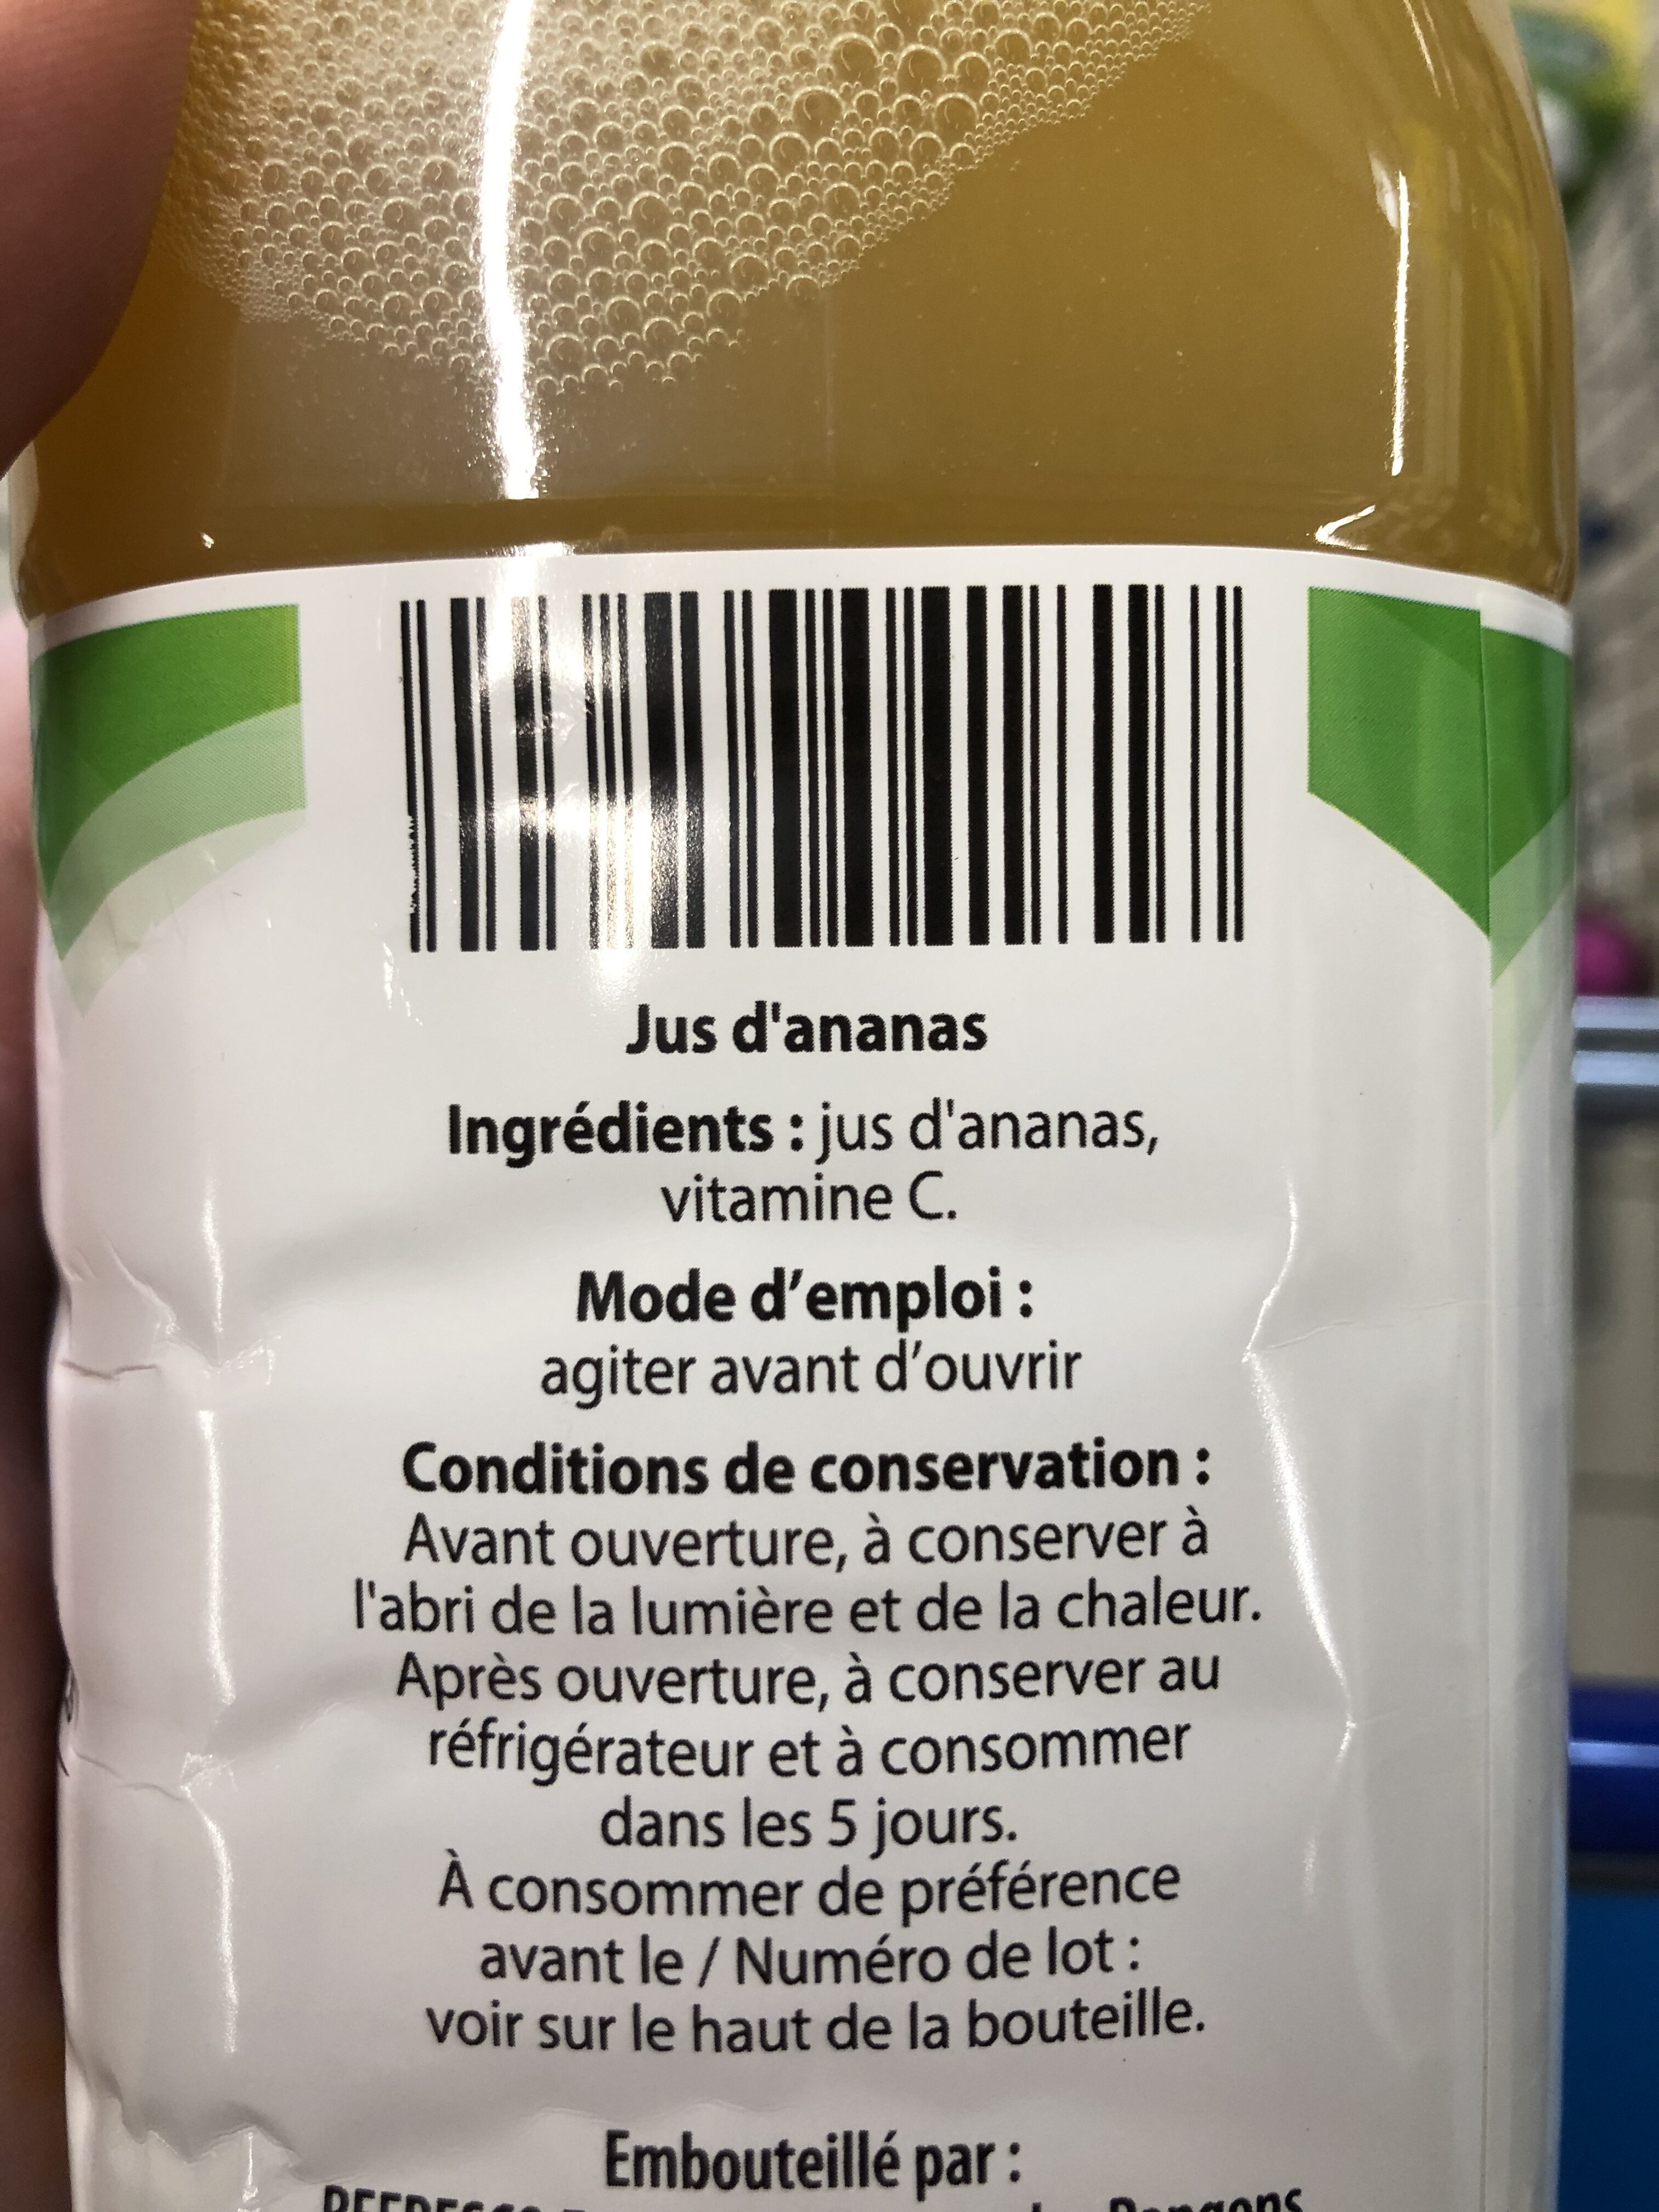 Jus d'ananas
Ingrédients : jus d'ananas,
vitamine C.
Mode d’emploi :
agiter avant d’ouvrir
Conditions de conservation :
Avant ouverture, à conserver à
l'abri de la lumière et de la chaleur.
Après ouverture, à conserver au
réfrigérateur et à consommer
dans les 5 jours.
À consommer de préférence
avant le / Numéro de lot :
voir sur le haut de la bouteille.
Embouteillé par :